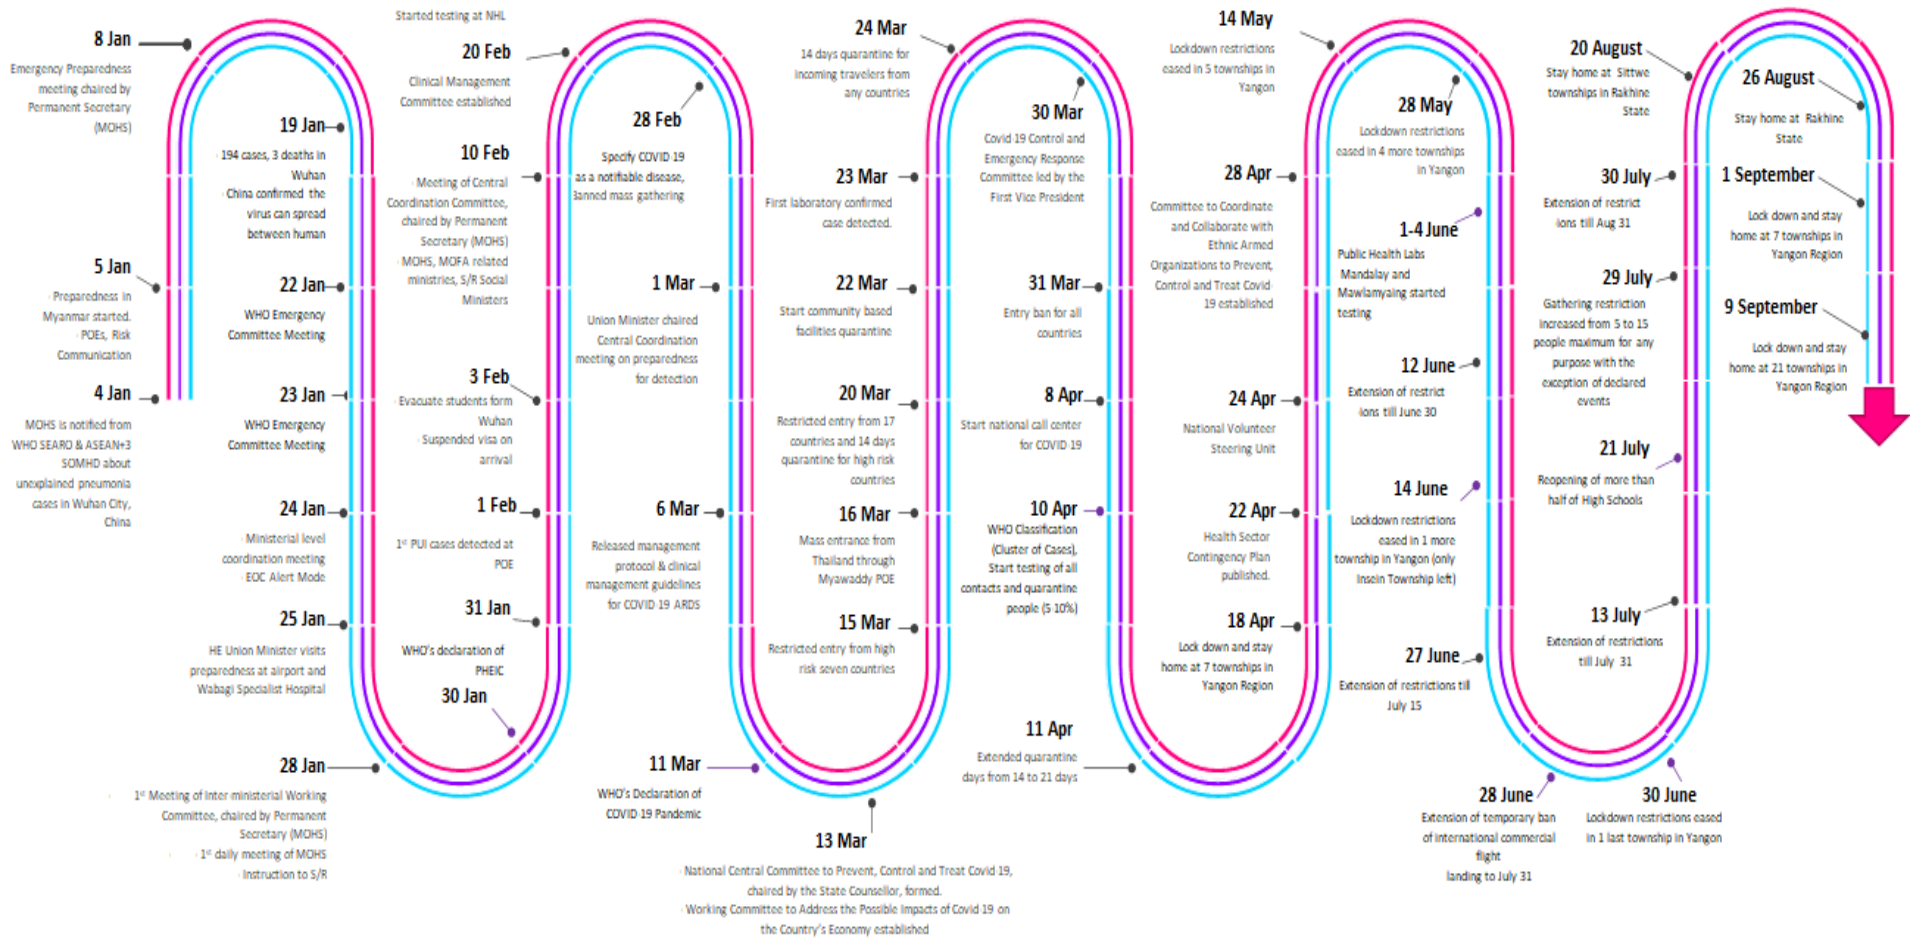 4 Jan
MOHS is notified from
WHO SEARO & ASEAN+3
SOMHD about
unexplained pneumonia
cases in Wuhan City,
China
5 Jan
· Preparedness in
Myanmar started.
· POEs, Risk
Communication
8 Jan
Emergency Preparedness
meeting chaired by
Permanent Secretary
(MOHS)
19 Jan
· 194 cases, 3 deaths in
Wuhan
· China confirmed the
virus can spread
between human
22 Jan
WHO Emergency
Committee Meeting
23 Jan
WHO Emergency
Committee Meeting
24 Jan
· Ministerial level
coordination meeting
· EOC Alert Mode
25 Jan
HE Union Minister visits
preparedness at airport and
Wabagi Specialist Hospital
28 Jan
· 1st Meeting of Inter ministerial Working
Committee, chaired by Permanent
Secretary (MOHS)
· 1st daily meeting of MOHS
· Instruction to S/R
30 Jan
WHO's declaration of
PHEIC
31 Jan
1st PUI cases detected at
POE
1 Feb
· Evacuate students form
Wuhan
· Suspended visa on
arrival
3 Feb
10 Feb
· Meeting of Central
Coordination Committee,
chaired by Permanent
Secretary (MOHS)
· MOHS, MOFA related
ministries, S/R Social
Ministers
20 Feb
Clinical Management
Committee established
Started testing at NHL
28 Feb
Specify COVID 19
as a notifiable disease,
Banned mass gathering
1 Mar
Union Minister chaired
Central Coordination
meeting on preparedness
for detection
6 Mar
Released management
protocol & clinical
management guidelines
for COVID 19 ARDS
11 Mar
WHO's Declaration of
COVID 19 Pandemic
13 Mar
· National Central Committee to Prevent, Control and Treat Covid 19,
chaired by the State Counsellor, formed.
· Working Committee to Address the Possible Impacts of Covid 19 on
the Country's Economy established
15 Mar
Restricted entry from high
risk seven countries
16 Mar
Mass entrance from
Thailand through
Myawaddy POE
20 Mar
Restricted entry from 17
countries and 14 days
quarantine for high risk
countries
22 Mar
Start community based
facilities quarantine
23 Mar
First laboratory confirmed
case detected.
24 Mar
14 days quarantine for
incoming travelers from
any countries
30 Mar
Covid 19 Control and
Emergency Response
Committee led by the
First Vice President
31 Mar
Entry ban for all
countries
8 Apr
Start national call center
for COVID 19
10 Apr
WHO Classification
(Cluster of Cases),
Start testing of all
contacts and quarantine
people (5 10%)
11 Apr
Extended quarantine
days from 14 to 21 days
18 Apr
Lock down and stay
home at 7 townships in
Yangon Region
22 Apr
Health Sector
Contingency Plan
published.
24 Apr
National Volunteer
Steering Unit
28 Apr
Committee to Coordinate
and Collaborate with
Ethnic Armed
Organizations to Prevent,
Control and Treat Covid
19 established
14 May
Lockdown restrictions
eased in 5 townships in
Yangon
28 May
Lockdown restrictions
eased in 4 more townships
in Yangon
1-4 June
Public Health Labs
Mandalay and
Mawlamyaing started
testing
12 June
Extension of restrict
ions till June 30
14 June
Lockdown restrictions
eased in 1 more
township in Yangon (only
Insein Township left)
27 June
Extension of restrictions till
July 15
28 June
Extension of temporary ban
of international commercial
flight
landing to July 31
30 June
Lockdown restrictions eased
in 1 last township in Yangon
13 July
Extension of restrictions
till July 31
21 July
Reopening of more than
half of High Schools
29 July
Gathering restriction
increased from 5 to 15
people maximum for any
purpose with the
exception of declared
events
30 July
Extension of restrict
ions till Aug 31
20 August
Stay home at Sittwe
townships in Rakhine
State
26 August
Stay home at Rakhine
State
1 September
Lock down and stay
home at 7 townships in
Yangon Region
9 September
Lock down and stay
home at 21 townships in
Yangon Region